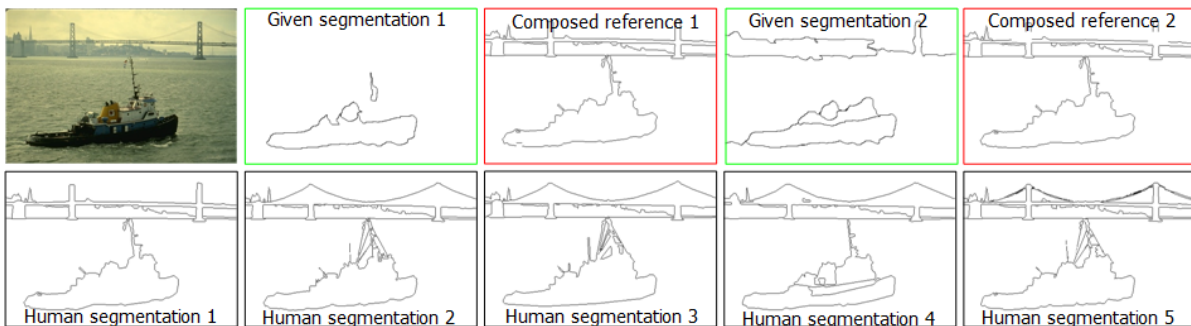 Given segmentation 1
Composed reference 1
Given segmentation 2
Composed reference 2
Human segmentation 1
Human segmentation 2
Human segmentation 3
Human segmentation 4
Human segmentation 5